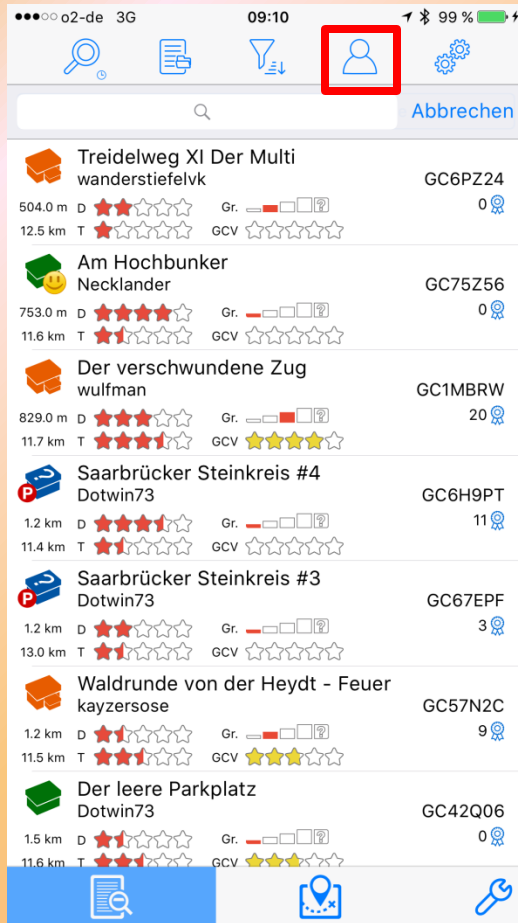 o2-de 3G 09:10 99 %
Abbrechen
Treidelweg XI Der Multi
wanderstiefelvk GC6PZ24
504.0 m D Gr. ? 0
12.5 km T GCV
Am Hochbunker
Necklander GC75Z56
753.0 m D Gr. ? 0
11.6 km T GCV
Der verschwundene Zug
wulfman GC1MBRW
829.0 m D Gr. ? 20
11.7 km T GCV
Saarbrücker Steinkreis #4
P Dotwin73 GC6H9PT
1.2 km D Gr. ? 11
11.4 km T GCV
Saarbrücker Steinkreis #3
P Dotwin73 GC67EPF
1.2 km D Gr. ? 3
13.0 km T GCV
Waldrunde von der Heydt - Feuer
kayzersose GC57N2C
1.2 km D Gr. ? 9
11.5 km T GCV
Der leere Parkplatz
Dotwin73 GC42Q06
1.5 km D Gr. ? 0
11.6 km T GCV